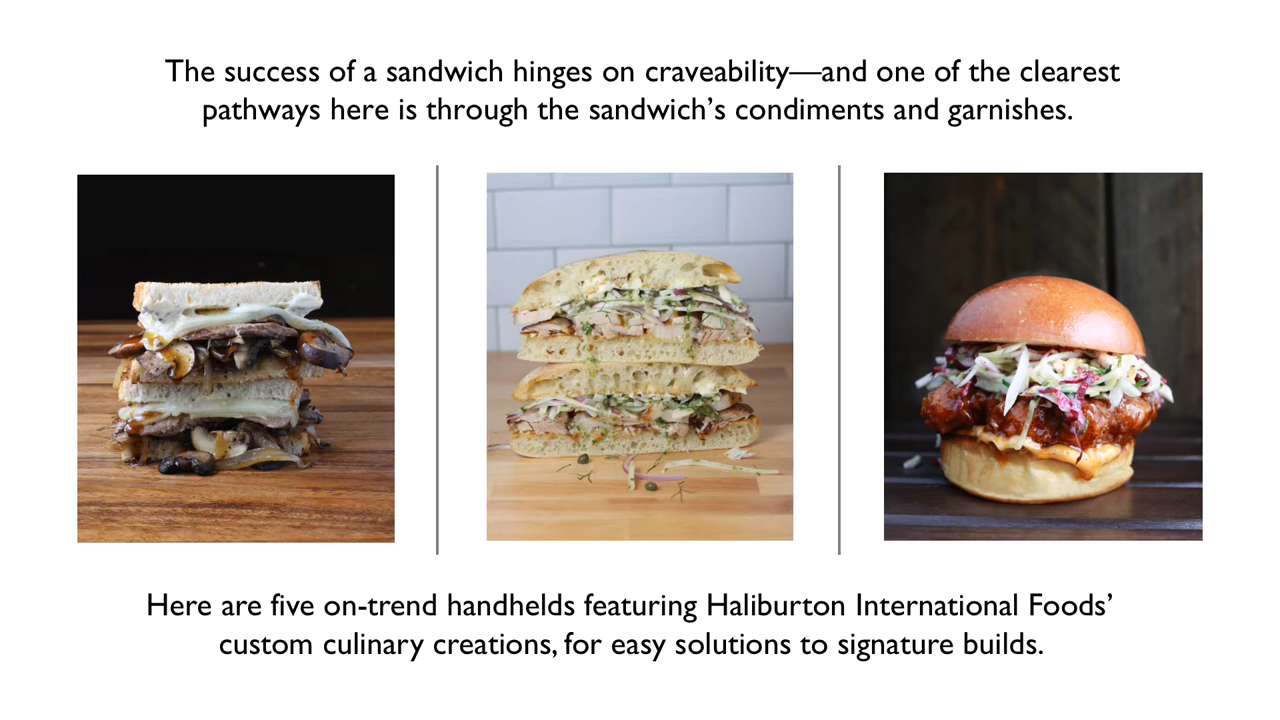 The success of a sandwich hinges on craveability—and one of the clearest
pathways here is through the sandwich’s condiments and garnishes.
Here are five on-trend handhelds featuring Haliburton International Foods’
custom culinary creations, for easy solutions to signature builds.